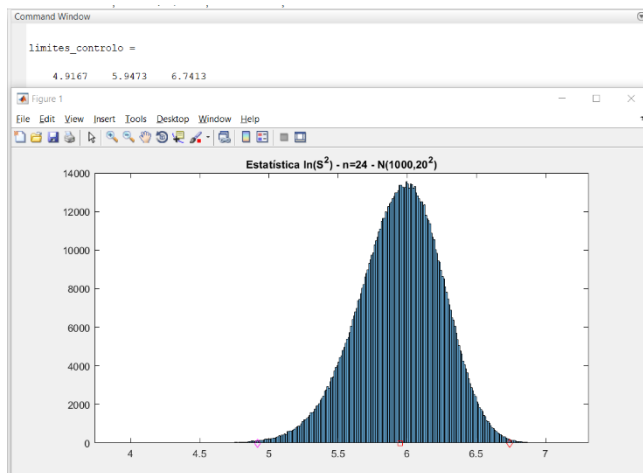 Command Window
limites_controlo =
4.9167 5.9473 6.7413
Figure 1
File Edit View Insert Tools Desktop Window Help
Estatística ln(S²) - n=24 - N(1000,20²)
14000
12000
10000
8000
6000
4000
2000
0
4 4.5 5 5.5 6 6.5 7